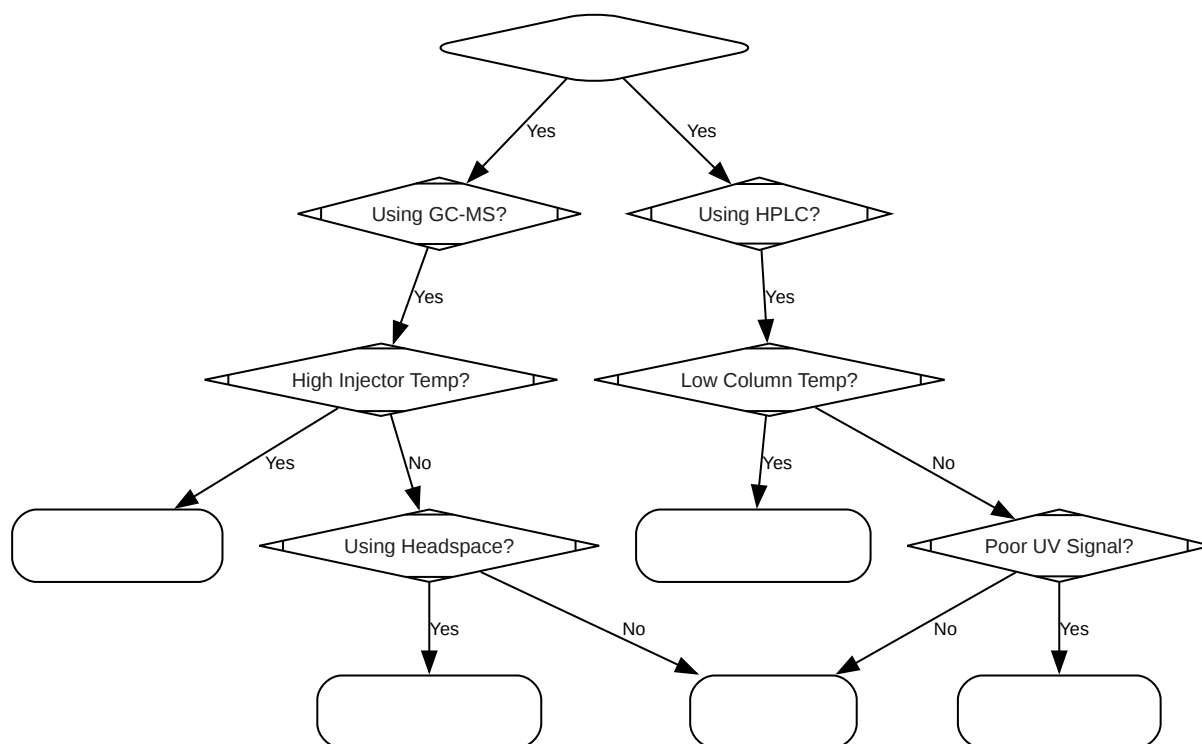 Yes
Yes
Using GC-MS?
Using HPLC?
Yes
Yes
High Injector Temp?
Low Column Temp?
Yes
No
Yes
No
Using Headspace?
Poor UV Signal?
Yes
No
No
Yes